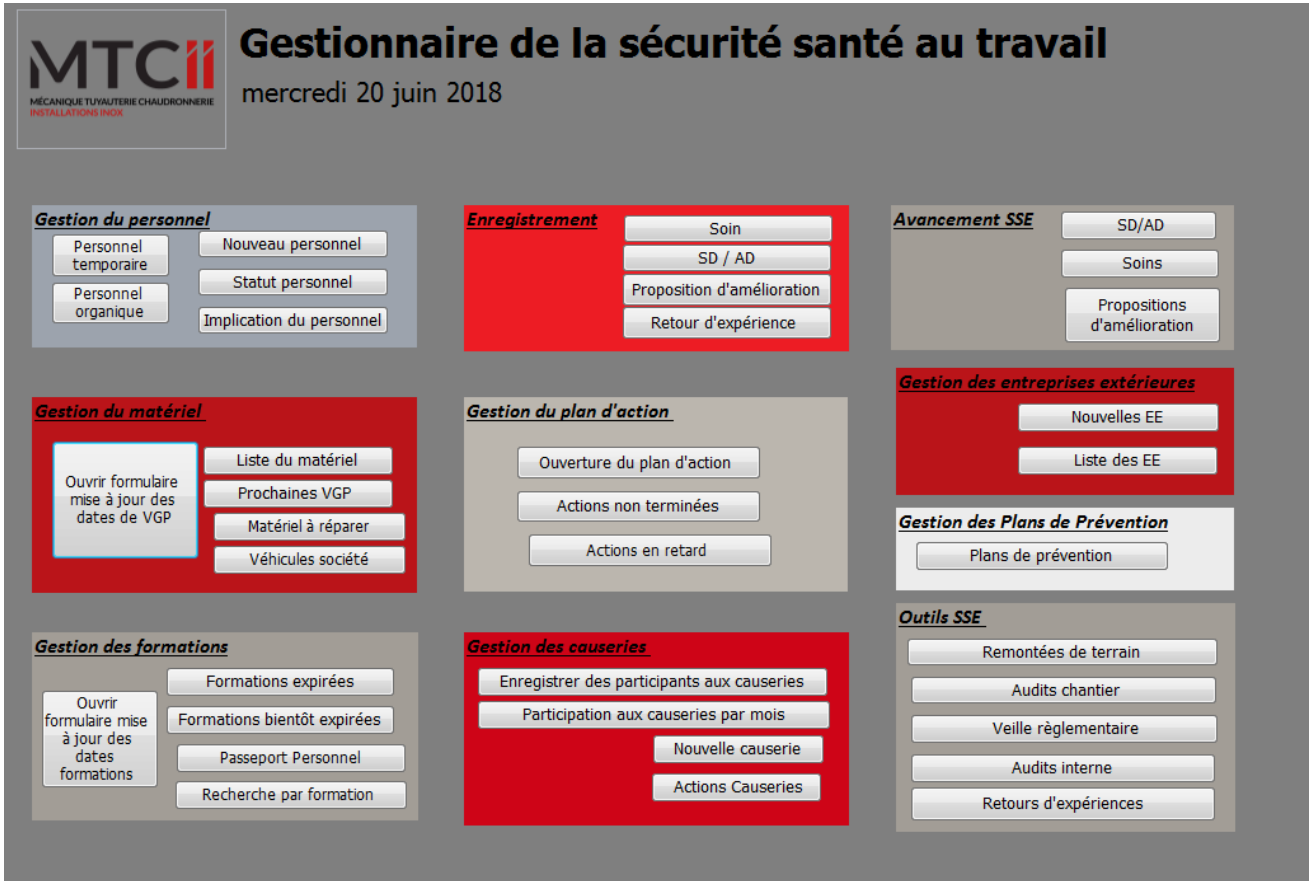 MTCii
MÉCANIQUE TUYAUTERIE CHAUDRONNERIE
INSTALLATIONS INOX
Gestionnaire de la sécurité santé au travail
mercredi 20 juin 2018
Gestion du personnel
Personnel
temporaire
Personnel
organique
Nouveau personnel
Statut personnel
Implication du personnel
Enregistrement
Soin
SD / AD
Proposition d'amélioration
Retour d'expérience
Avancement SSE
SD/AD
Soins
Propositions
d'amélioration
Gestion du matériel
Ouvrir formulaire
mise à jour des
dates de VGP
Liste du matériel
Prochaines VGP
Matériel à réparer
Véhicules société
Gestion du plan d'action
Ouverture du plan d'action
Actions non terminées
Actions en retard
Gestion des entreprises extérieures
Nouvelles EE
Liste des EE
Gestion des Plans de Prévention
Plans de prévention
Gestion des formations
Ouvrir
formulaire mise
à jour des
dates
formations
Formations expirées
Formations bientôt expirées
Passeport Personnel
Recherche par formation
Gestion des causeries
Enregistrer des participants aux causeries
Participation aux causeries par mois
Nouvelle causerie
Actions Causeries
Outils SSE
Remontées de terrain
Audits chantier
Veille règlementaire
Audits interne
Retours d'expériences